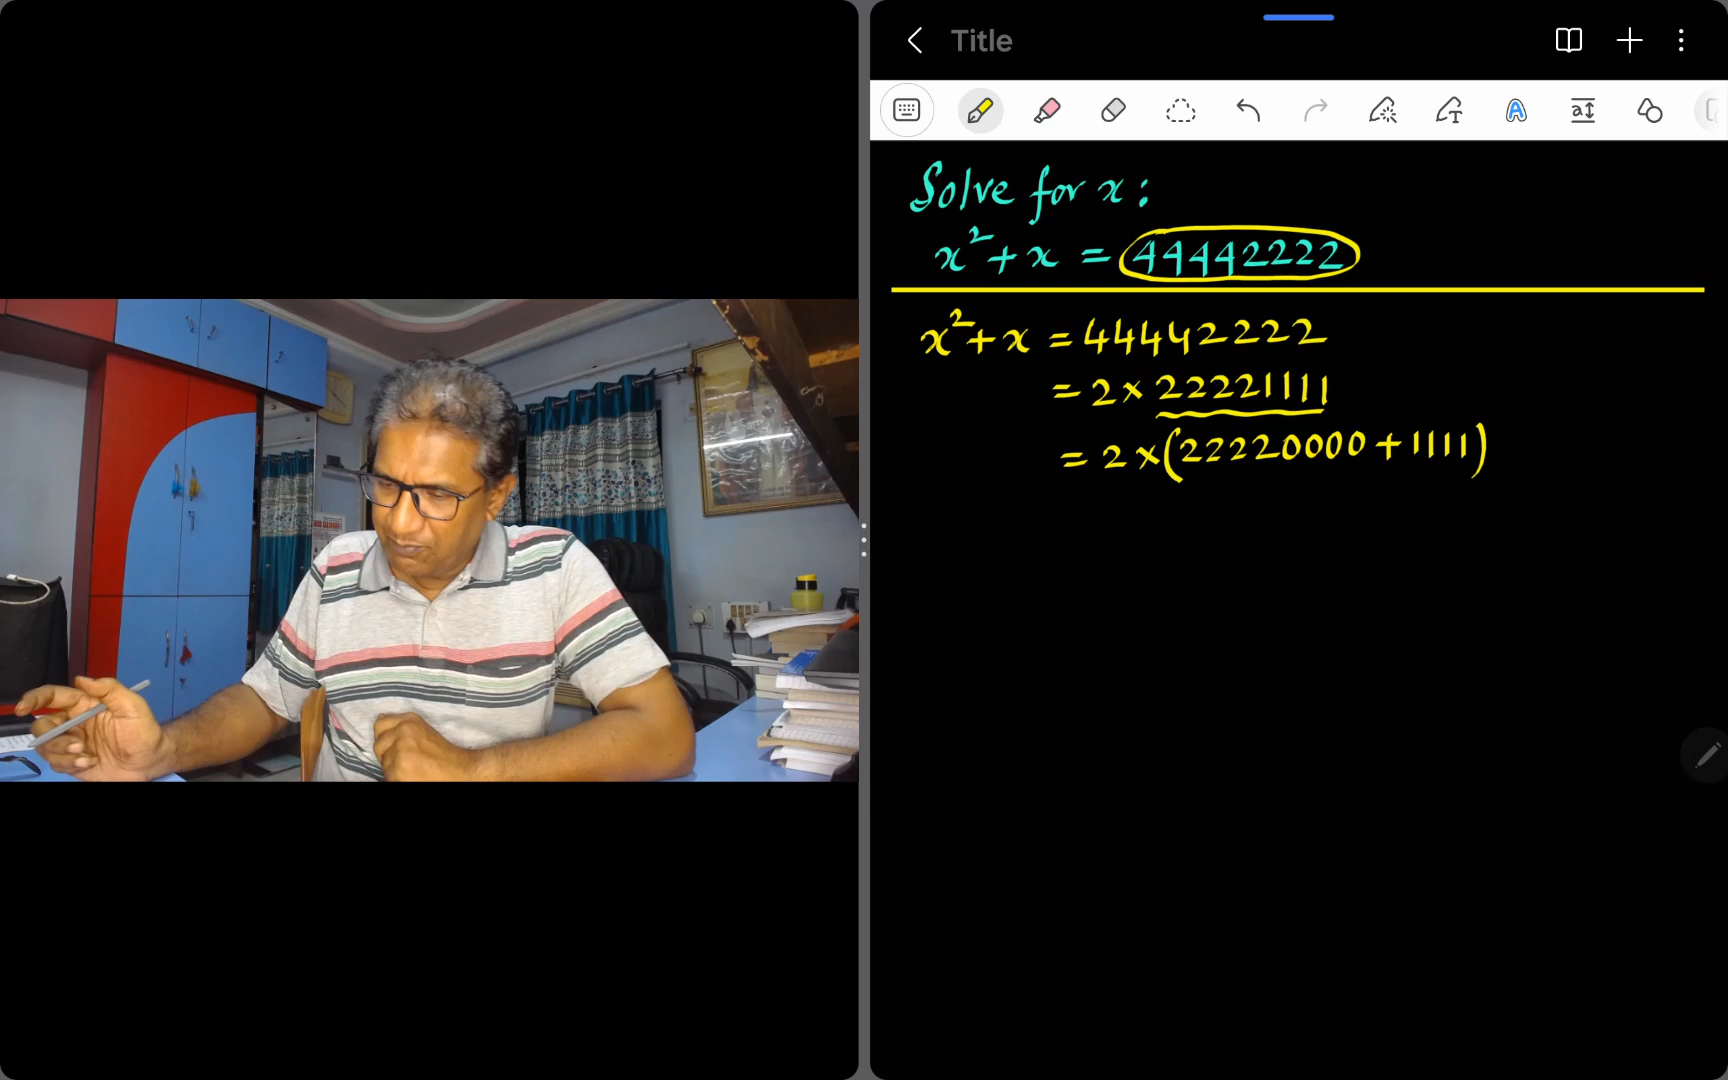 Title
Solve for x :
x²+x = 44442222
x²+x = 44442222
= 2 × 22221111
= 2 × (22220000 + 1111)